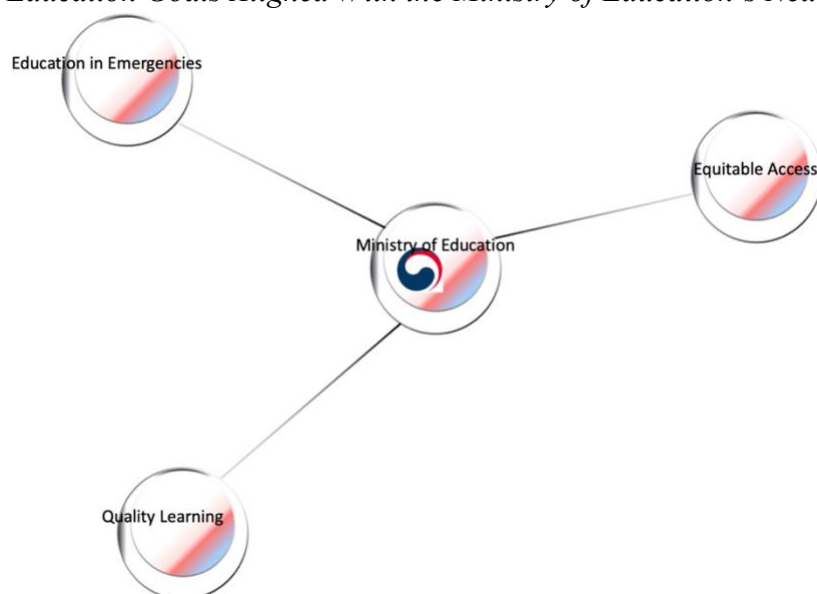 Education Goals Aligned With the Ministry of Education's
Education in Emergencies
Equitable Access
Ministry of Education
Quality Learning